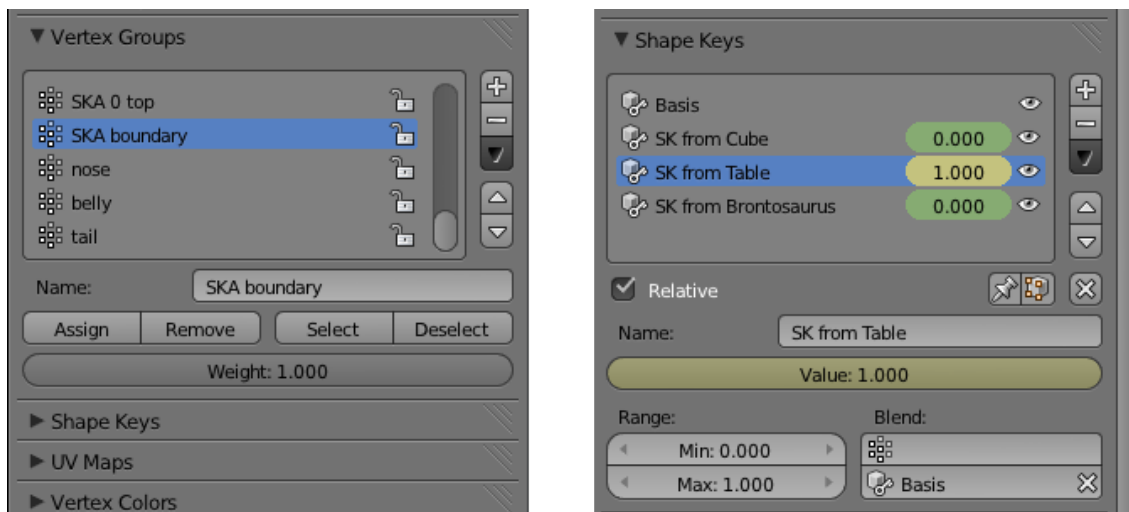 Vertex Groups
SKA 0 top
SKA boundary
nose
belly
tail
Name: SKA boundary
Assign Remove Select Deselect
Weight: 1.000
Shape Keys
UV Maps
Vertex Colors
Shape Keys
Basis
SK from Cube 0.000
SK from Table 1.000
SK from Brontosaurus 0.000
Relative
Name: SK from Table
Value: 1.000
Range: Blend:
Min: 0.000
Max: 1.000 Basis